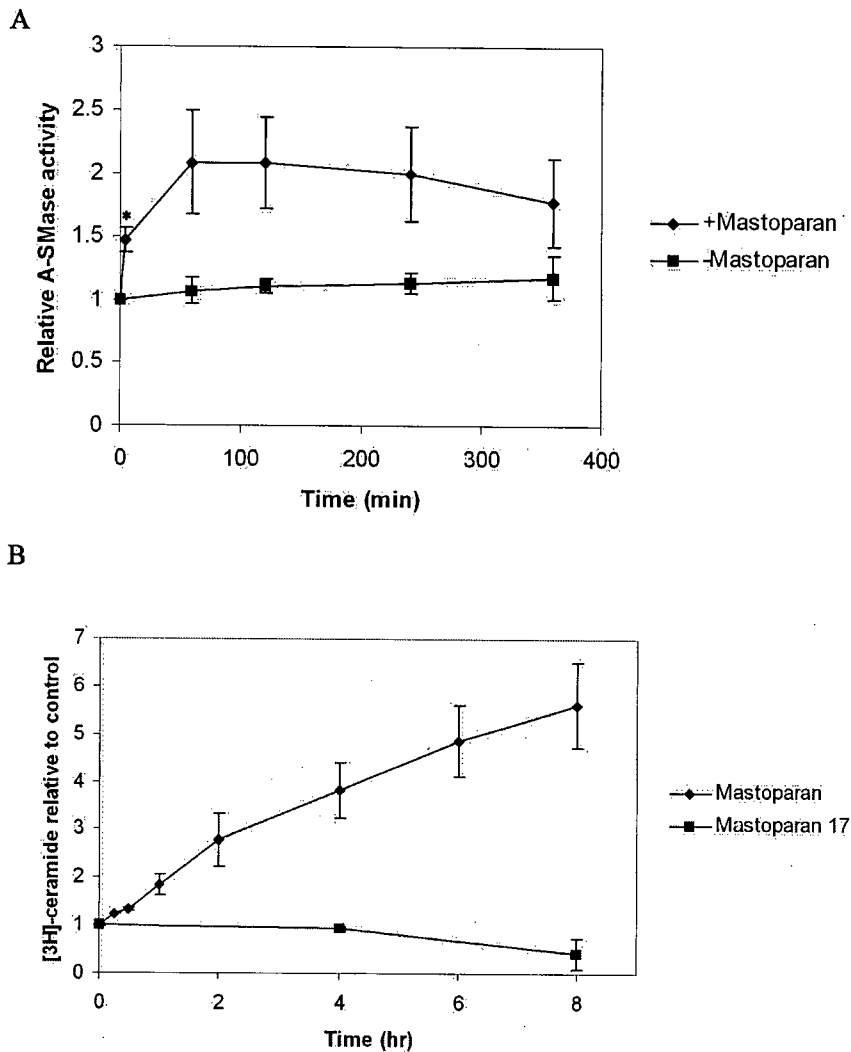 A
3
2.5
2
1.5
1
0.5
0
*
0 100 200 300 400
Relative A-SMase activity
Time (min)
+Mastoparan
-Mastoparan
B
7
6
5
4
3
2
1
0
0 2 4 6 8
[3H]-ceramide relative to control
Time (hr)
Mastoparan
Mastoparan 17